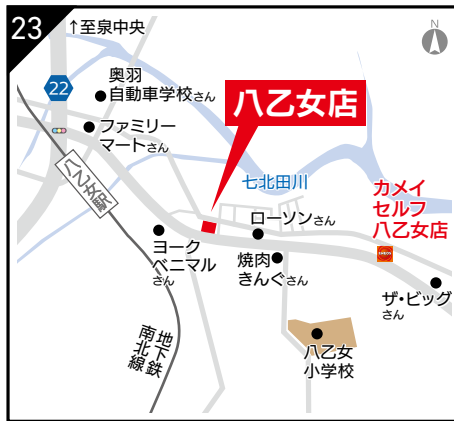 23
↑至泉中央
N
22
奥羽
自動車学校さん
ファミリー
マートさん
八乙女店
八乙女駅
七北田川
カメイ
セルフ
八乙女店
ローソンさん
ヨーク
ベニマル
さん
焼肉
きんぐさん
ザ・ビッグ
さん
地下鉄
南北線
八乙女
小学校